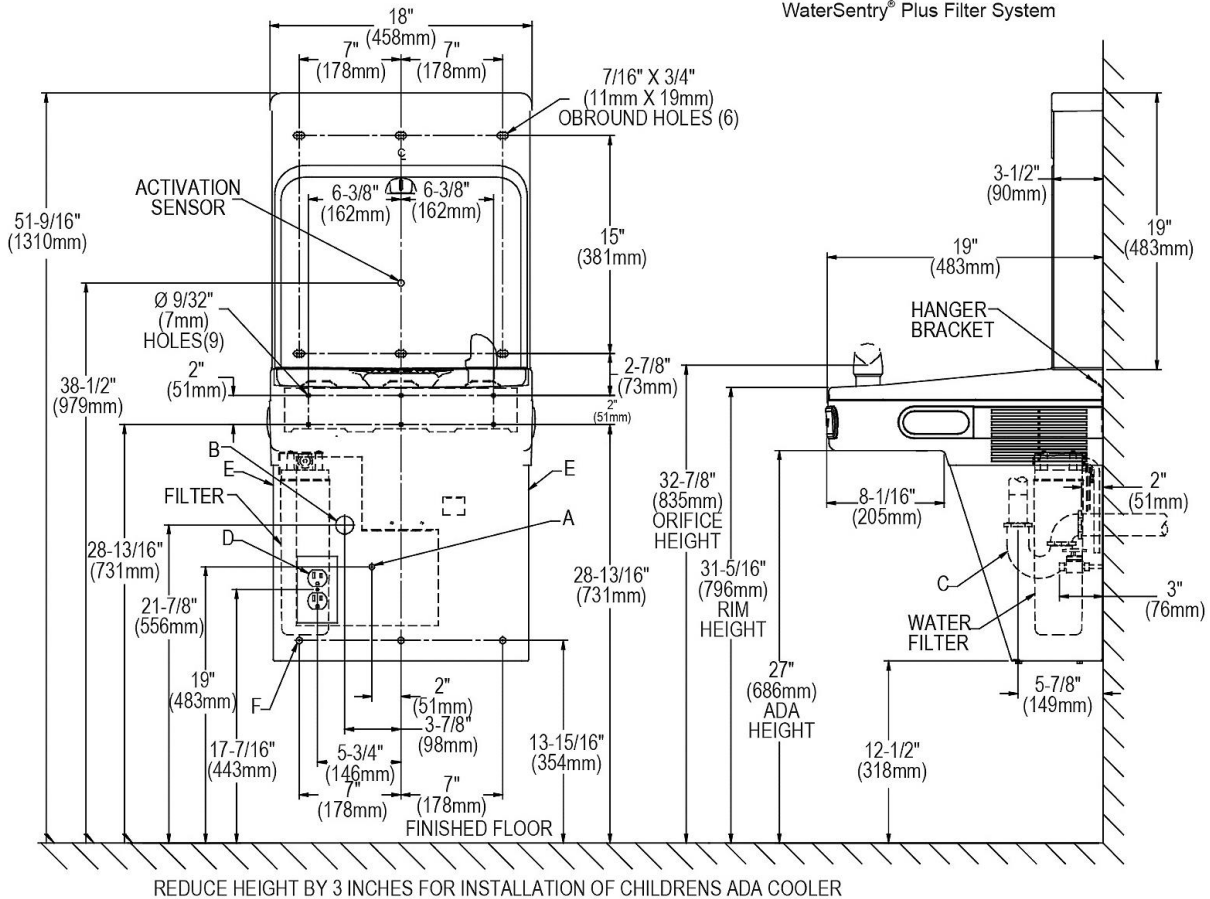 WaterSentry® Plus Filter System
18"
(458mm)
7"
(178mm)
7"
(178mm)
7/16" X 3/4"
(11mm X 19mm)
OBROUND HOLES (6)
℄
ACTIVATION
SENSOR
6-3/8"
(162mm)
6-3/8"
(162mm)
51-9/16"
(1310mm)
15"
(381mm)
3-1/2"
(90mm)
19"
(483mm)
19"
(483mm)
Ø 9/32"
(7mm)
HOLES(9)
HANGER
BRACKET
2"
(51mm)
2-7/8"
(73mm)
38-1/2"
(979mm)
2"
(51mm)
B
E
E
FILTER
A
D
32-7/8"
(835mm)
ORIFICE
HEIGHT
8-1/16"
(205mm)
2"
(51mm)
28-13/16"
(731mm)
28-13/16"
(731mm)
31-5/16"
(796mm)
RIM
HEIGHT
C
3"
(76mm)
21-7/8"
(556mm)
WATER
FILTER
19"
(483mm)
F
2"
(51mm)
3-7/8"
(98mm)
27"
(686mm)
ADA
HEIGHT
5-7/8"
(149mm)
17-7/16"
(443mm)
5-3/4"
(146mm)
13-15/16"
(354mm)
12-1/2"
(318mm)
7"
(178mm)
7"
(178mm)
FINISHED FLOOR
REDUCE HEIGHT BY 3 INCHES FOR INSTALLATION OF CHILDRENS ADA COOLER